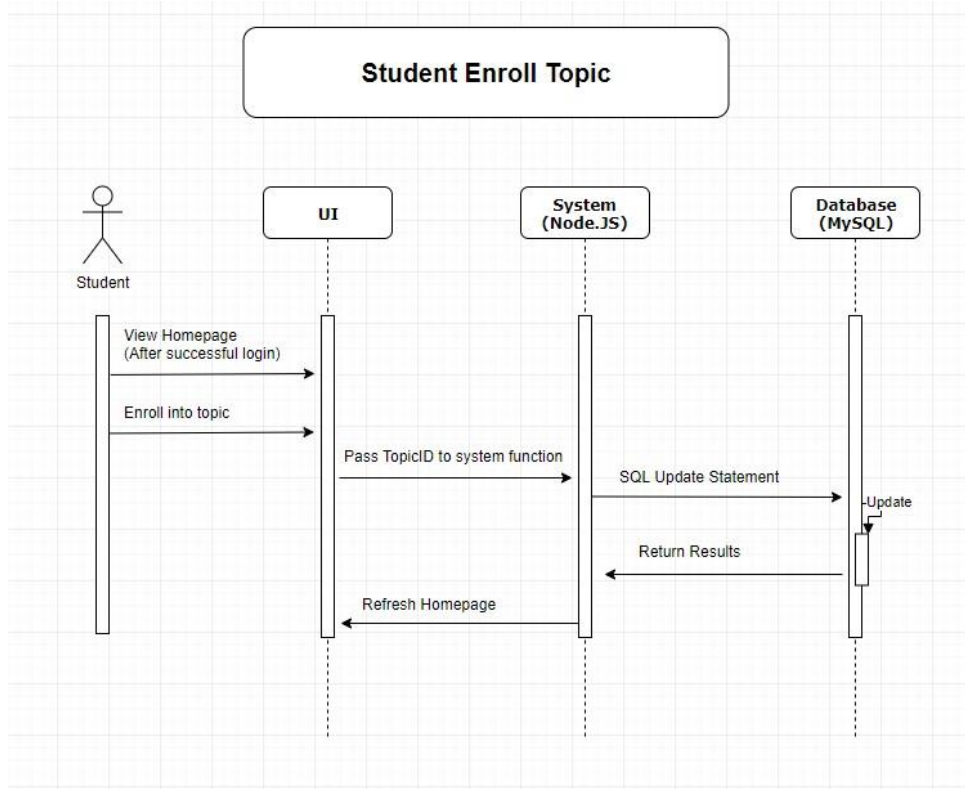 Student Enroll Topic
UI
System
(Node.JS)
Database
(MySQL)
Student
View Homepage
(After successful login)
Enroll into topic
Pass TopicID to system function
SQL Update Statement
-Update
Return Results
Refresh Homepage